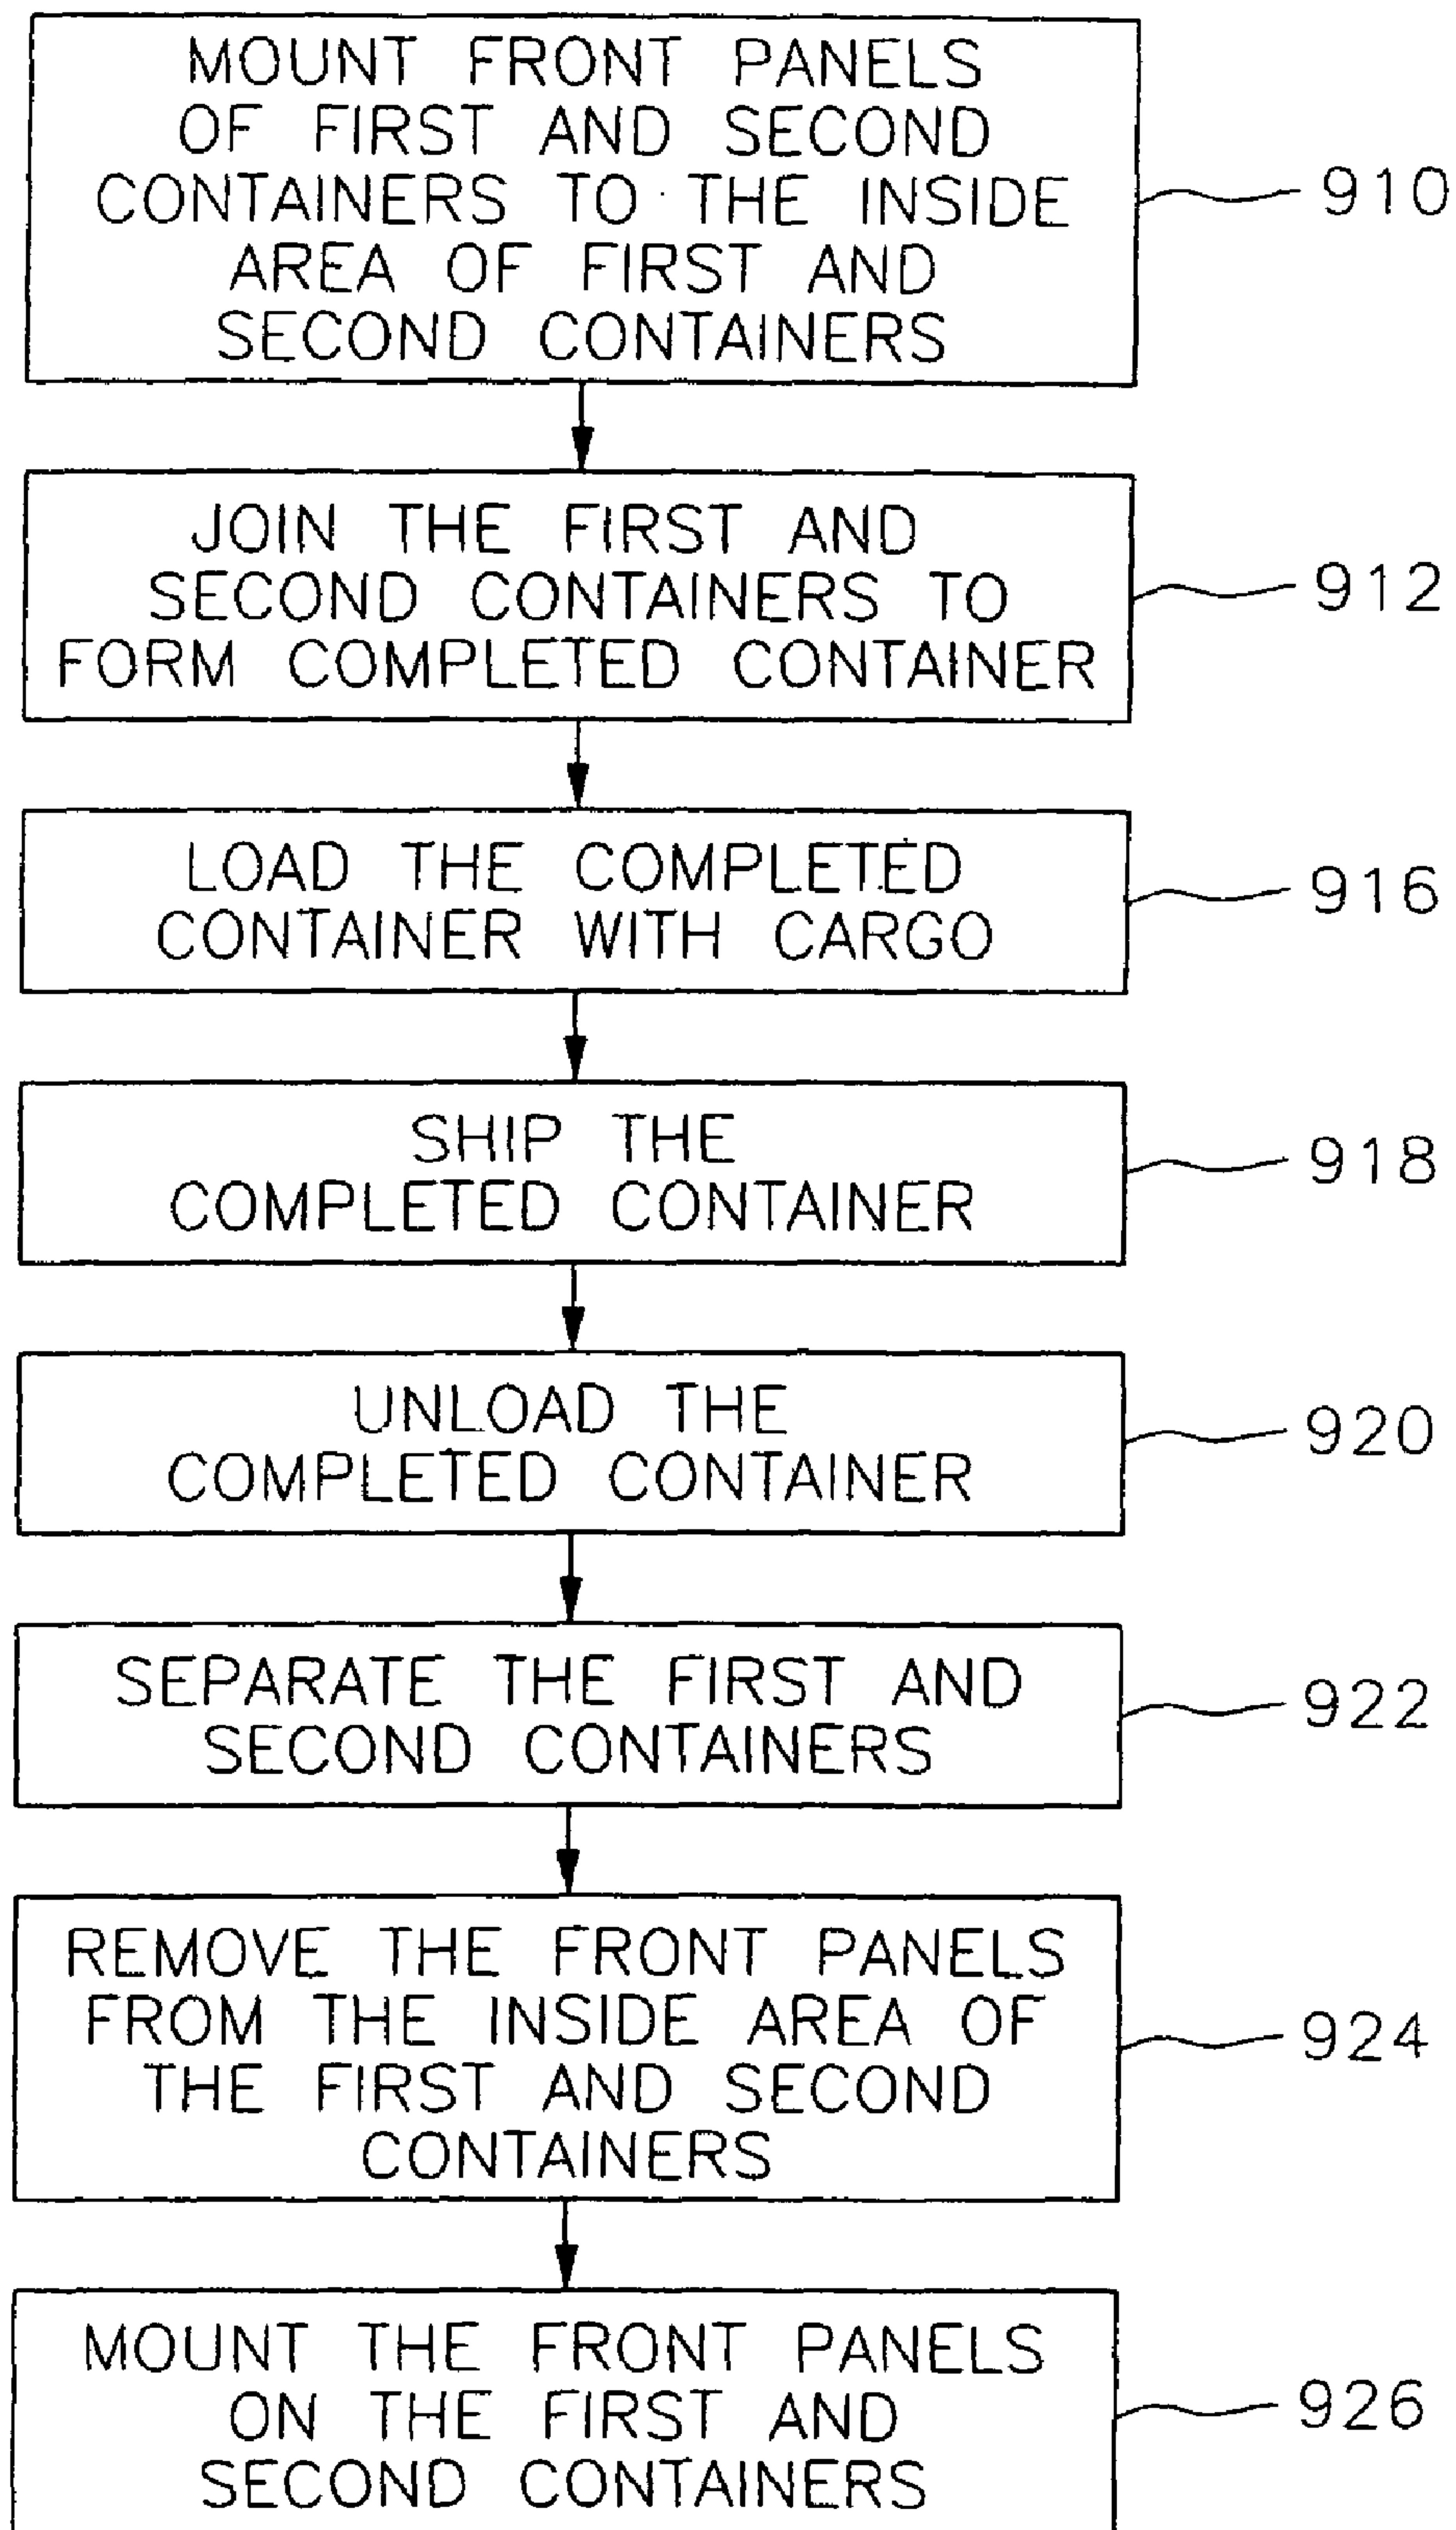 MOUNT FRONT PANELS
OF FIRST AND SECOND
CONTAINERS TO THE INSIDE
AREA OF FIRST AND
SECOND CONTAINERS
910
JOIN THE FIRST AND
SECOND CONTAINERS TO
FORM COMPLETED CONTAINER
912
LOAD THE COMPLETED
CONTAINER WITH CARGO
916
SHIP THE
COMPLETED CONTAINER
918
UNLOAD THE
COMPLETED CONTAINER
920
SEPARATE THE FIRST AND
SECOND CONTAINERS
922
REMOVE THE FRONT PANELS
FROM THE INSIDE AREA OF
THE FIRST AND SECOND
CONTAINERS
924
MOUNT THE FRONT PANELS
ON THE FIRST AND
SECOND CONTAINERS
926